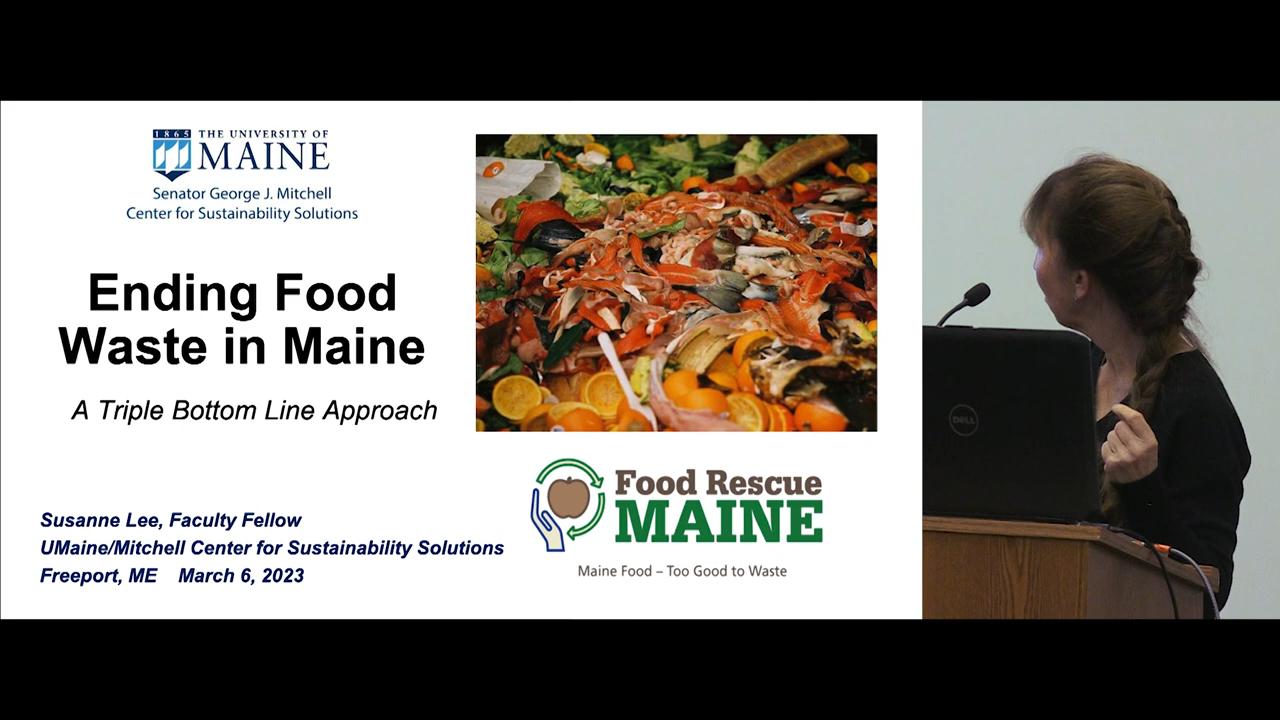 1865 THE UNIVERSITY OF
MAINE
Senator George J. Mitchell
Center for Sustainability Solutions
Ending Food
Waste in Maine
A Triple Bottom Line Approach
Susanne Lee, Faculty Fellow
UMaine/Mitchell Center for Sustainability Solutions
Freeport, ME March 6, 2023
Food Rescue
MAINE
Maine Food – Too Good to Waste
DELL